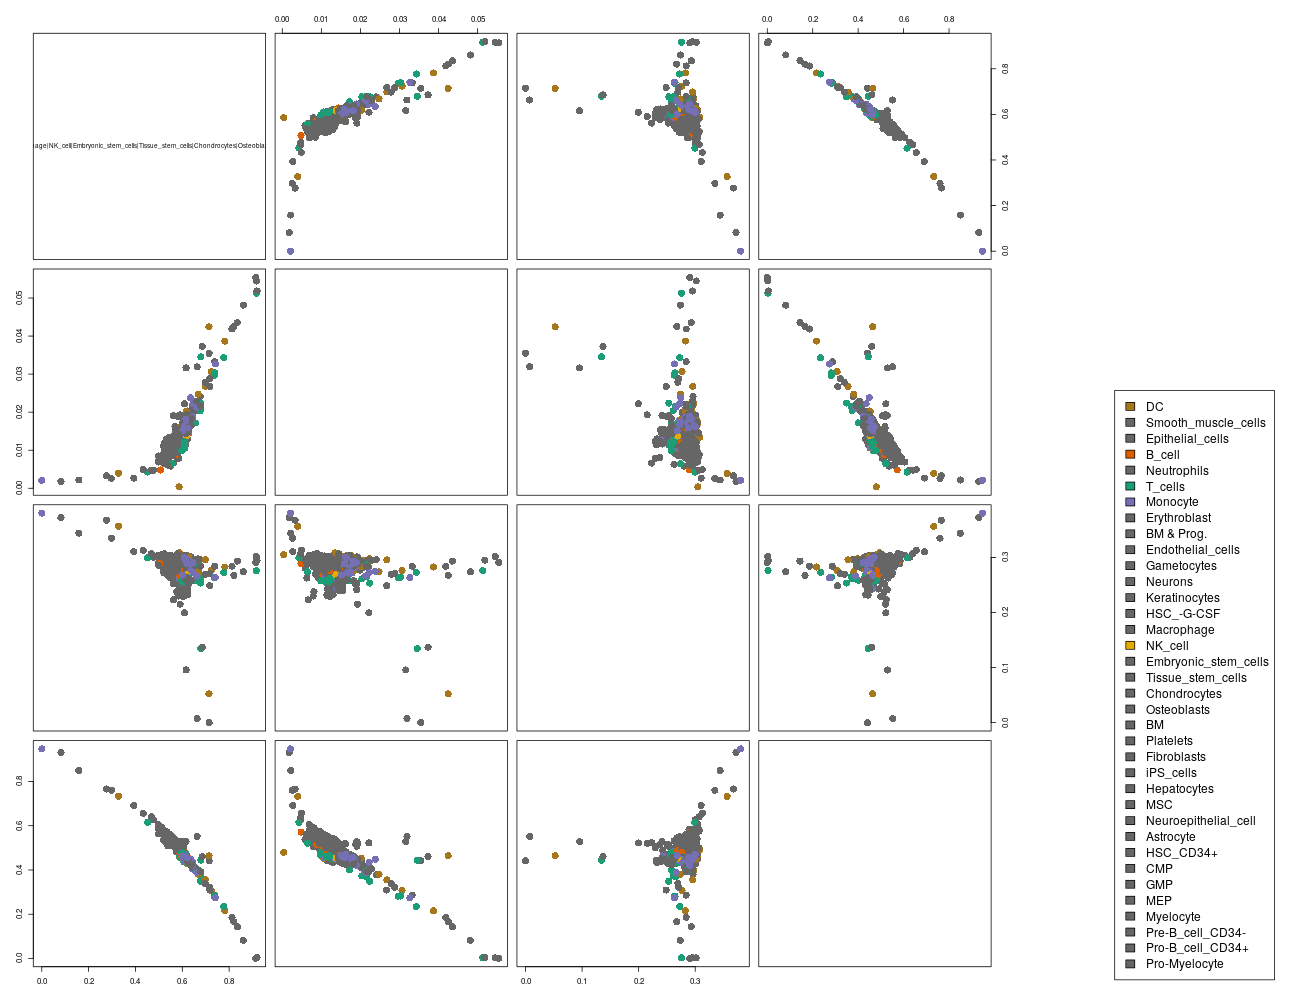 0.00 0.01 0.02 0.03 0.04 0.05 0.0 0.2 0.4 0.6 0.8
age|NK_cell|Embryonic_stem_cells|Tissue_stem_cells|Chondrocytes|Osteobla
0.0 0.2 0.4 0.6 0.8
0.00 0.01 0.02 0.03 0.04 0.05
0.0 0.1 0.2 0.3
0.0 0.2 0.4 0.6 0.8
0.0 0.2 0.4 0.6 0.8 0.0 0.1 0.2 0.3
DC
Smooth_muscle_cells
Epithelial_cells
B_cell
Neutrophils
T_cells
Monocyte
Erythroblast
BM & Prog.
Endothelial_cells
Gametocytes
Neurons
Keratinocytes
HSC_-G-CSF
Macrophage
NK_cell
Embryonic_stem_cells
Tissue_stem_cells
Chondrocytes
Osteoblasts
BM
Platelets
Fibroblasts
iPS_cells
Hepatocytes
MSC
Neuroepithelial_cell
Astrocyte
HSC_CD34+
CMP
GMP
MEP
Myelocyte
Pre-B_cell_CD34-
Pro-B_cell_CD34+
Pro-Myelocyte